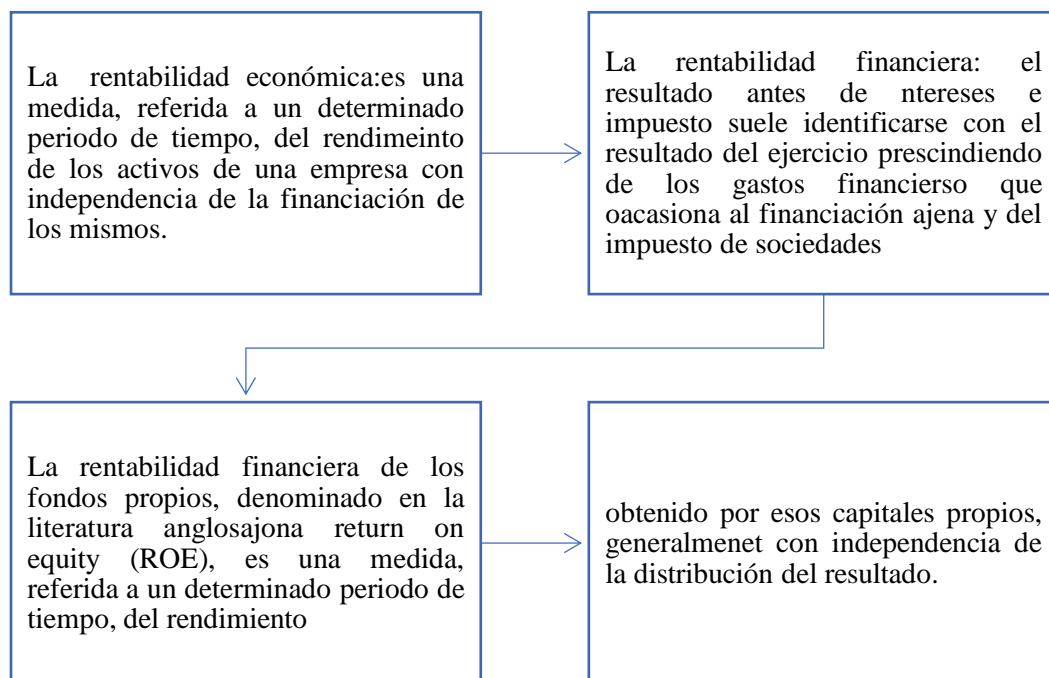 La rentabilidad económica:es una
medida, referida a un determinado
periodo de tiempo, del rendimeinto
de los activos de una empresa con
independencia de la financiación de
los mismos.
La rentabilidad financiera: el
resultado antes de ntereses e
impuesto suele identificarse con el
resultado del ejercicio prescindiendo
de los gastos financierso que
oacasiona al financiación ajena y del
impuesto de sociedades
La rentabilidad financiera de los
fondos propios, denominado en la
literatura anglosajona return on
equity (ROE), es una medida,
referida a un determinado periodo de
tiempo, del rendimiento
obtenido por esos capitales propios,
generalmenet con independencia de
la distribución del resultado.